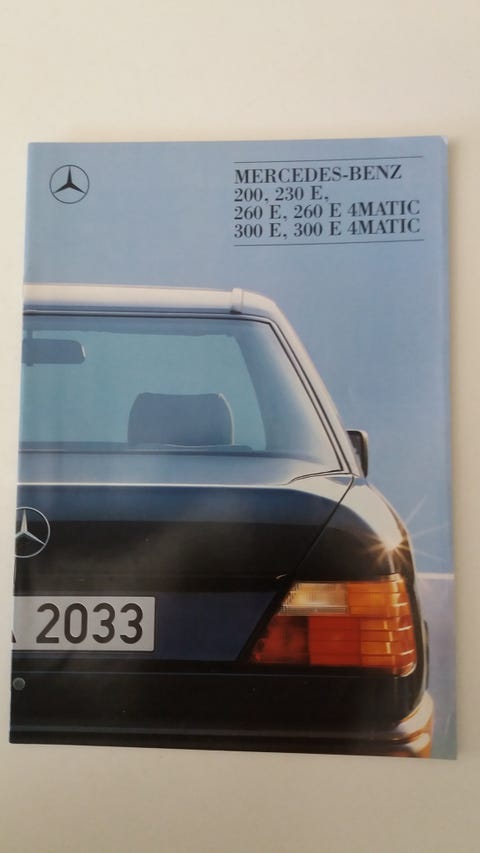 MERCEDES-BENZ
200, 230 E,
260 E, 260 E 4MATIC
300 E, 300 E 4MATIC
2033